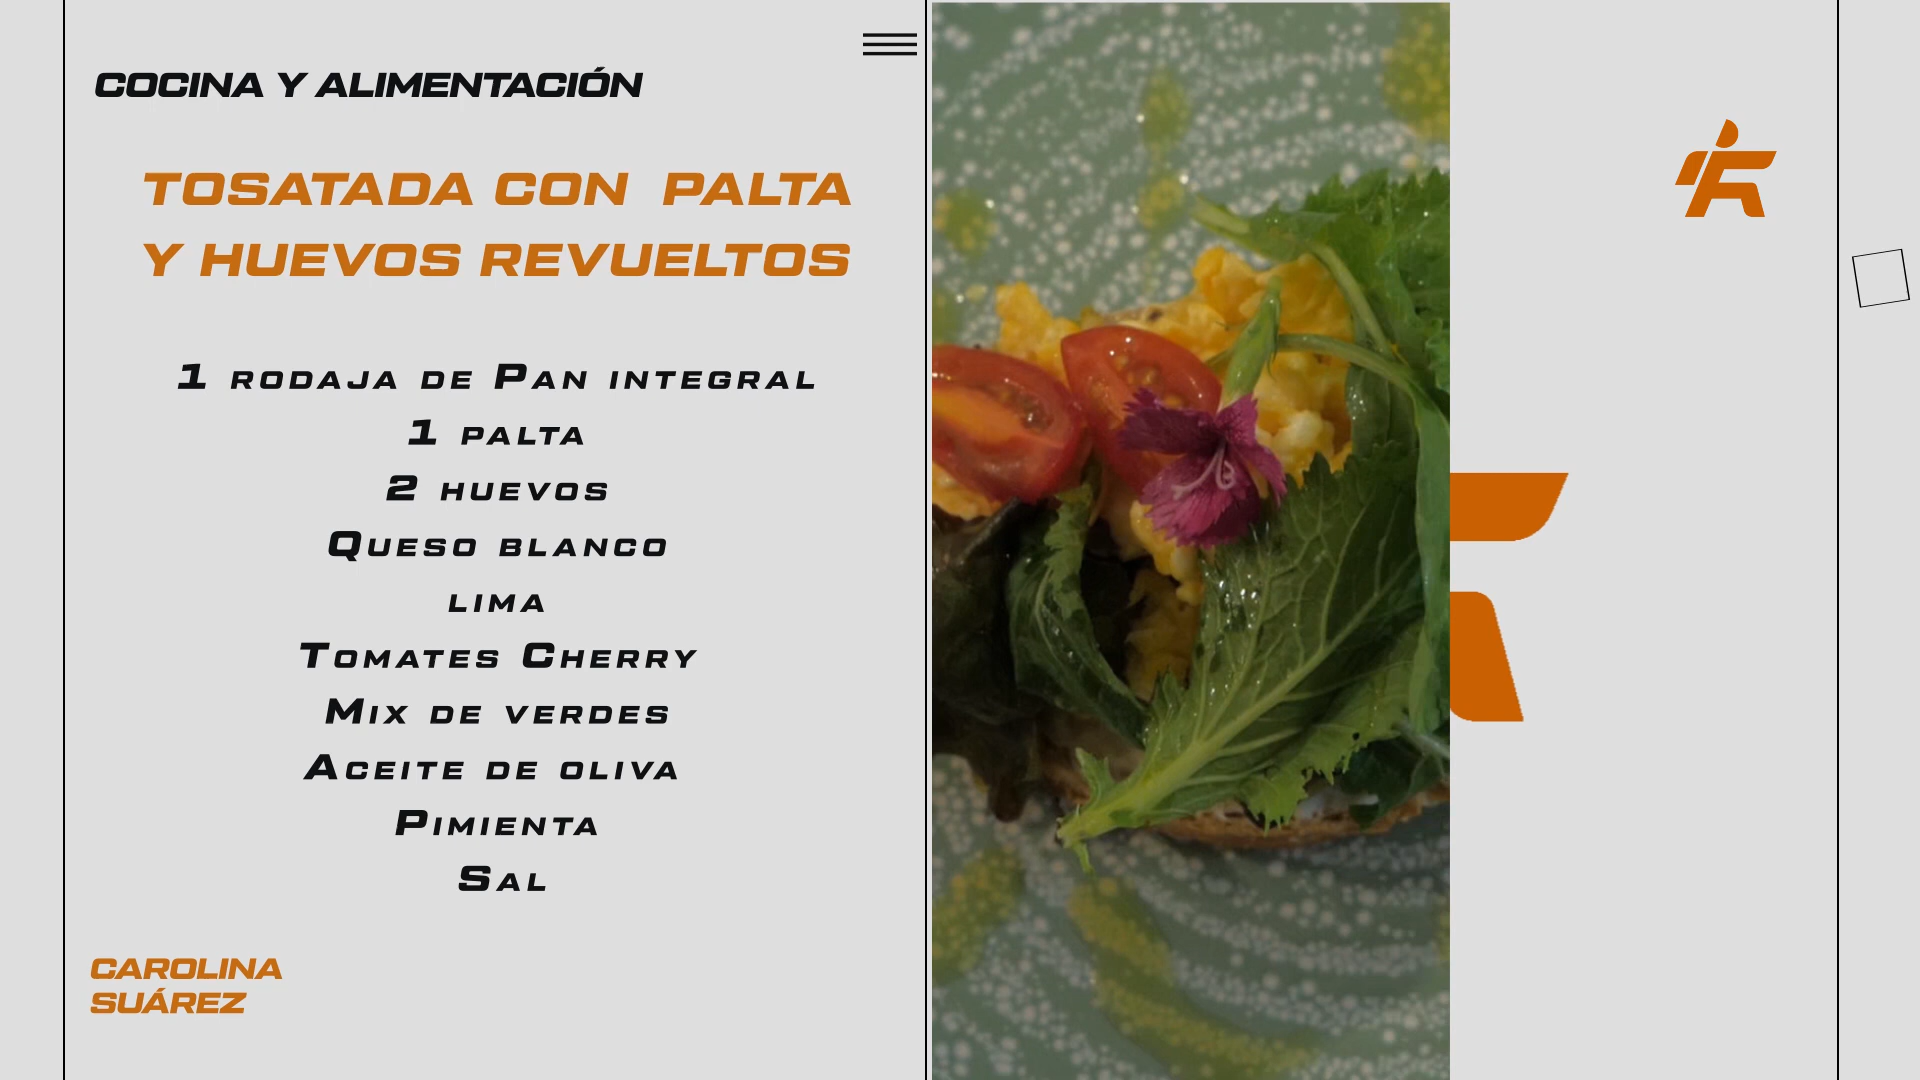 COCINA Y ALIMENTACIÓN
TOSATADA CON PALTA
Y HUEVOS REVUELTOS
1 RODAJA DE PAN INTEGRAL
1 PALTA
2 HUEVOS
QUESO BLANCO
LIMA
TOMATES CHERRY
MIX DE VERDES
ACEITE DE OLIVA
PIMIENTA
SAL
CAROLINA
SUÁREZ